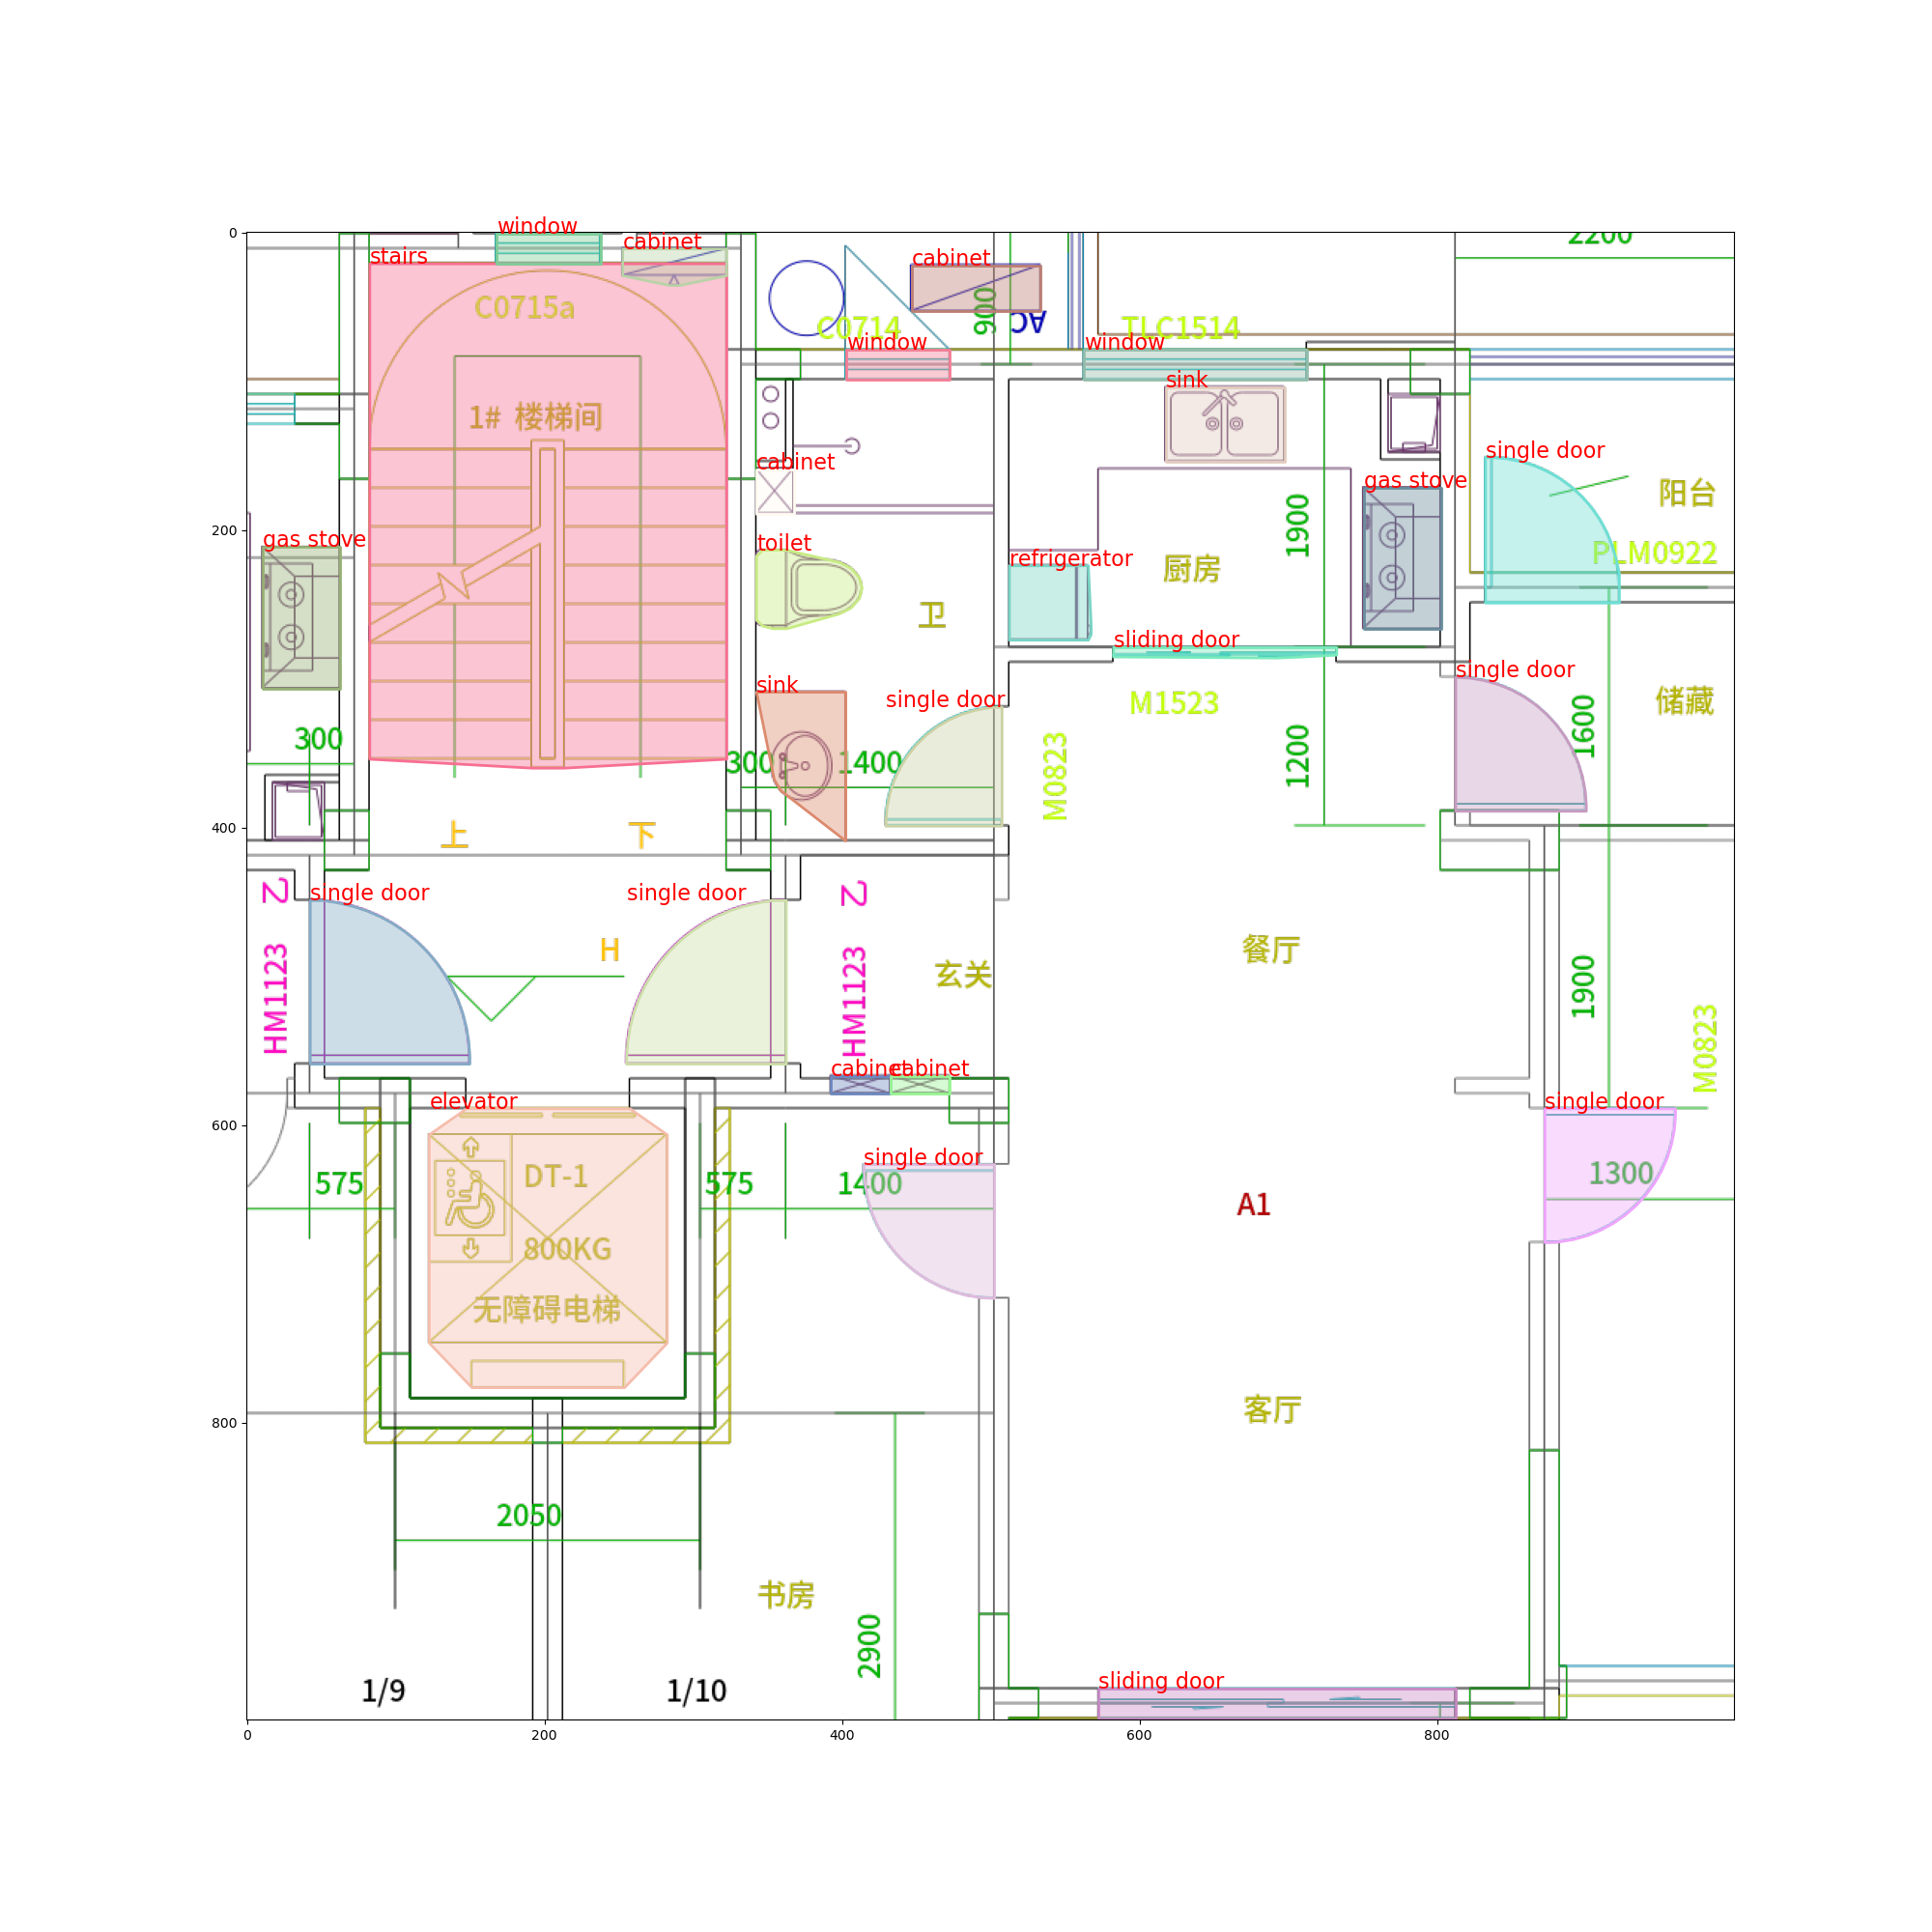 window
cabinet
stairs
cabinet
2200
C0715a
900
AC
C0714
TLC1514
window
window
sink
1# 楼梯间
cabinet
single door
gas stove
阳台
1900
gas stove
toilet
refrigerator
厨房
PLM0922
卫
sliding door
single door
sink
single door
M1523
储藏
300
300
1400
M0823
1200
1600
上
下
乙
single door
single door
乙
HM1123
H
HM1123
玄关
餐厅
1900
M0823
cabinet
cabinet
elevator
single door
single door
575
DT-1
575
1400
A1
1300
800KG
无障碍电梯
客厅
2050
书房
2900
1/9
1/10
sliding door
0
200
400
600
800
0
200
400
600
800